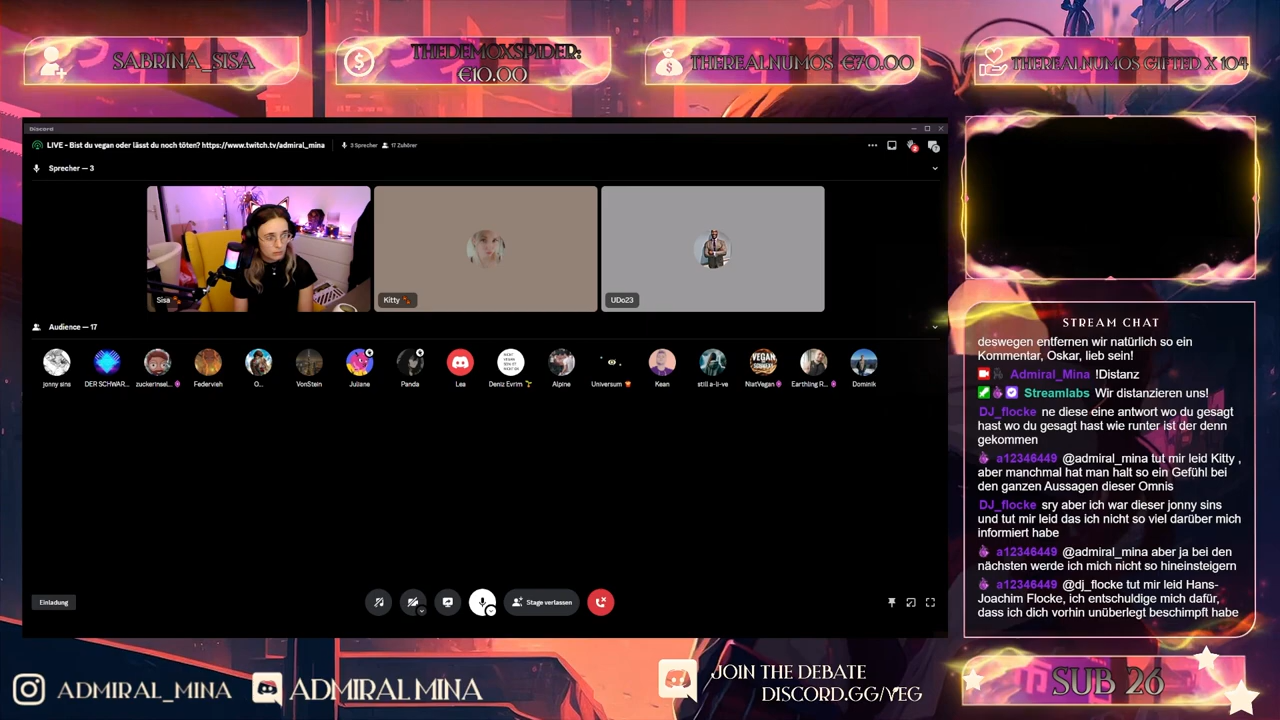 SABRINA_SISA
THEDEMOXSPIDER:
€10.00
THEREALNUMOS €70.00
THEREALNUMOS GIFTED X 104
Discord
LIVE - Bist du vegan oder lässt du noch töten? https://www.twitch.tv/admiral_mina
3 Sprecher
17 Zuhörer
Sprecher — 3
Sisa
Kitty
UDo23
Audience — 17
jonny sins
DER SCHWAR...
zuckerinsel...
Federvieh
O...
VonStein
Juliane
Panda
Lea
Deniz Evrim
Alpine
Universum
Kean
still a-li-ve
NiatVegan
Earthling R...
Dominik
Einladung
Stage verlassen
STREAM CHAT
deswegen entfernen wir natürlich so ein
Kommentar, Oskar, lieb sein!
Admiral_Mina !Distanz
Streamlabs Wir distanzieren uns!
DJ_flocke ne diese eine antwort wo du gesagt
hast wo du gesagt hast wie runter ist der denn
gekommen
a12346449 @admiral_mina tut mir leid Kitty ,
aber manchmal hat man halt so ein Gefühl bei
den ganzen Aussagen dieser Omnis
DJ_flocke sry aber ich war dieser jonny sins
und tut mir leid das ich nicht so viel darüber mich
informiert habe
a12346449 @admiral_mina aber ja bei den
nächsten werde ich mich nicht so hineinsteigern
a12346449 @dj_flocke tut mir leid Hans-
Joachim Flocke, ich entschuldige mich dafür,
dass ich dich vorhin unüberlegt beschimpft habe
ADMIRAL_MINA
ADMIRAL MINA
JOIN THE DEBATE
DISCORD.GG/VEG
SUB 26